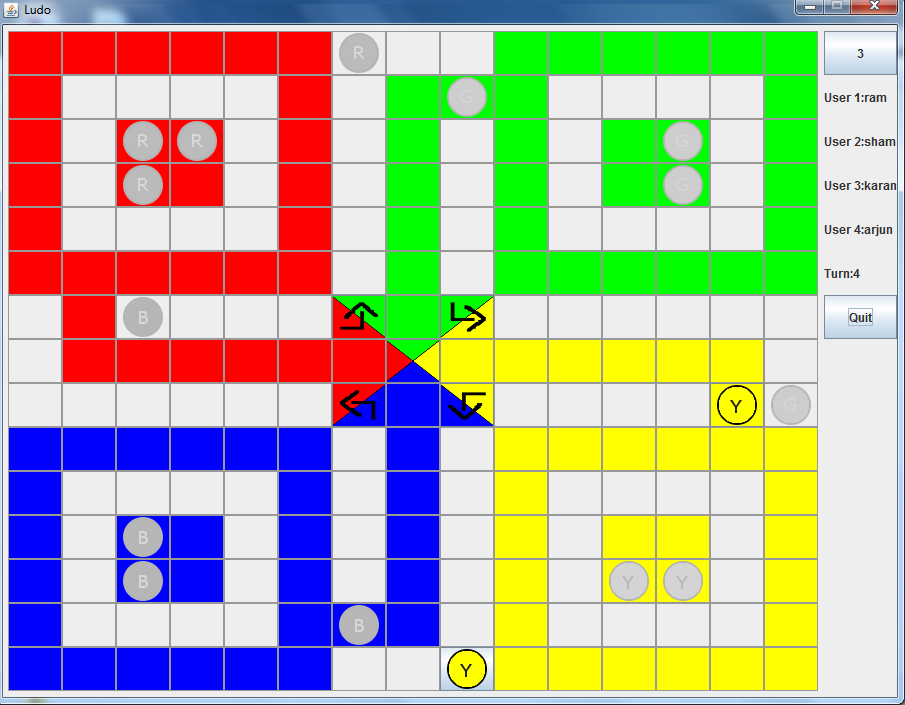 Ludo
R
3
G
User 1:ram
R R G
User 2:sham
R G
User 3:karan
User 4:arjun
Turn:4
B
Quit
Y G
B
B Y Y
B
Y